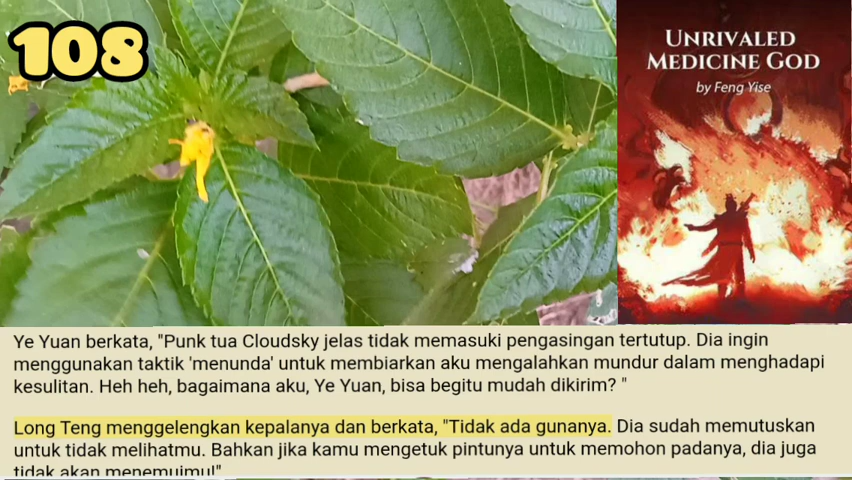 108
UNRIVALED
MEDICINE GOD
by Feng Yise
Ye Yuan berkata, "Punk tua Cloudsky jelas tidak memasuki pengasingan tertutup. Dia ingin
menggunakan taktik 'menunda' untuk membiarkan aku mengalahkan mundur dalam menghadapi
kesulitan. Heh heh, bagaimana aku, Ye Yuan, bisa begitu mudah dikirim? "
Long Teng menggelengkan kepalanya dan berkata, "Tidak ada gunanya. Dia sudah memutuskan
untuk tidak melihatmu. Bahkan jika kamu mengetuk pintunya untuk memohon padanya, dia juga
tidak akan menemuimu!"